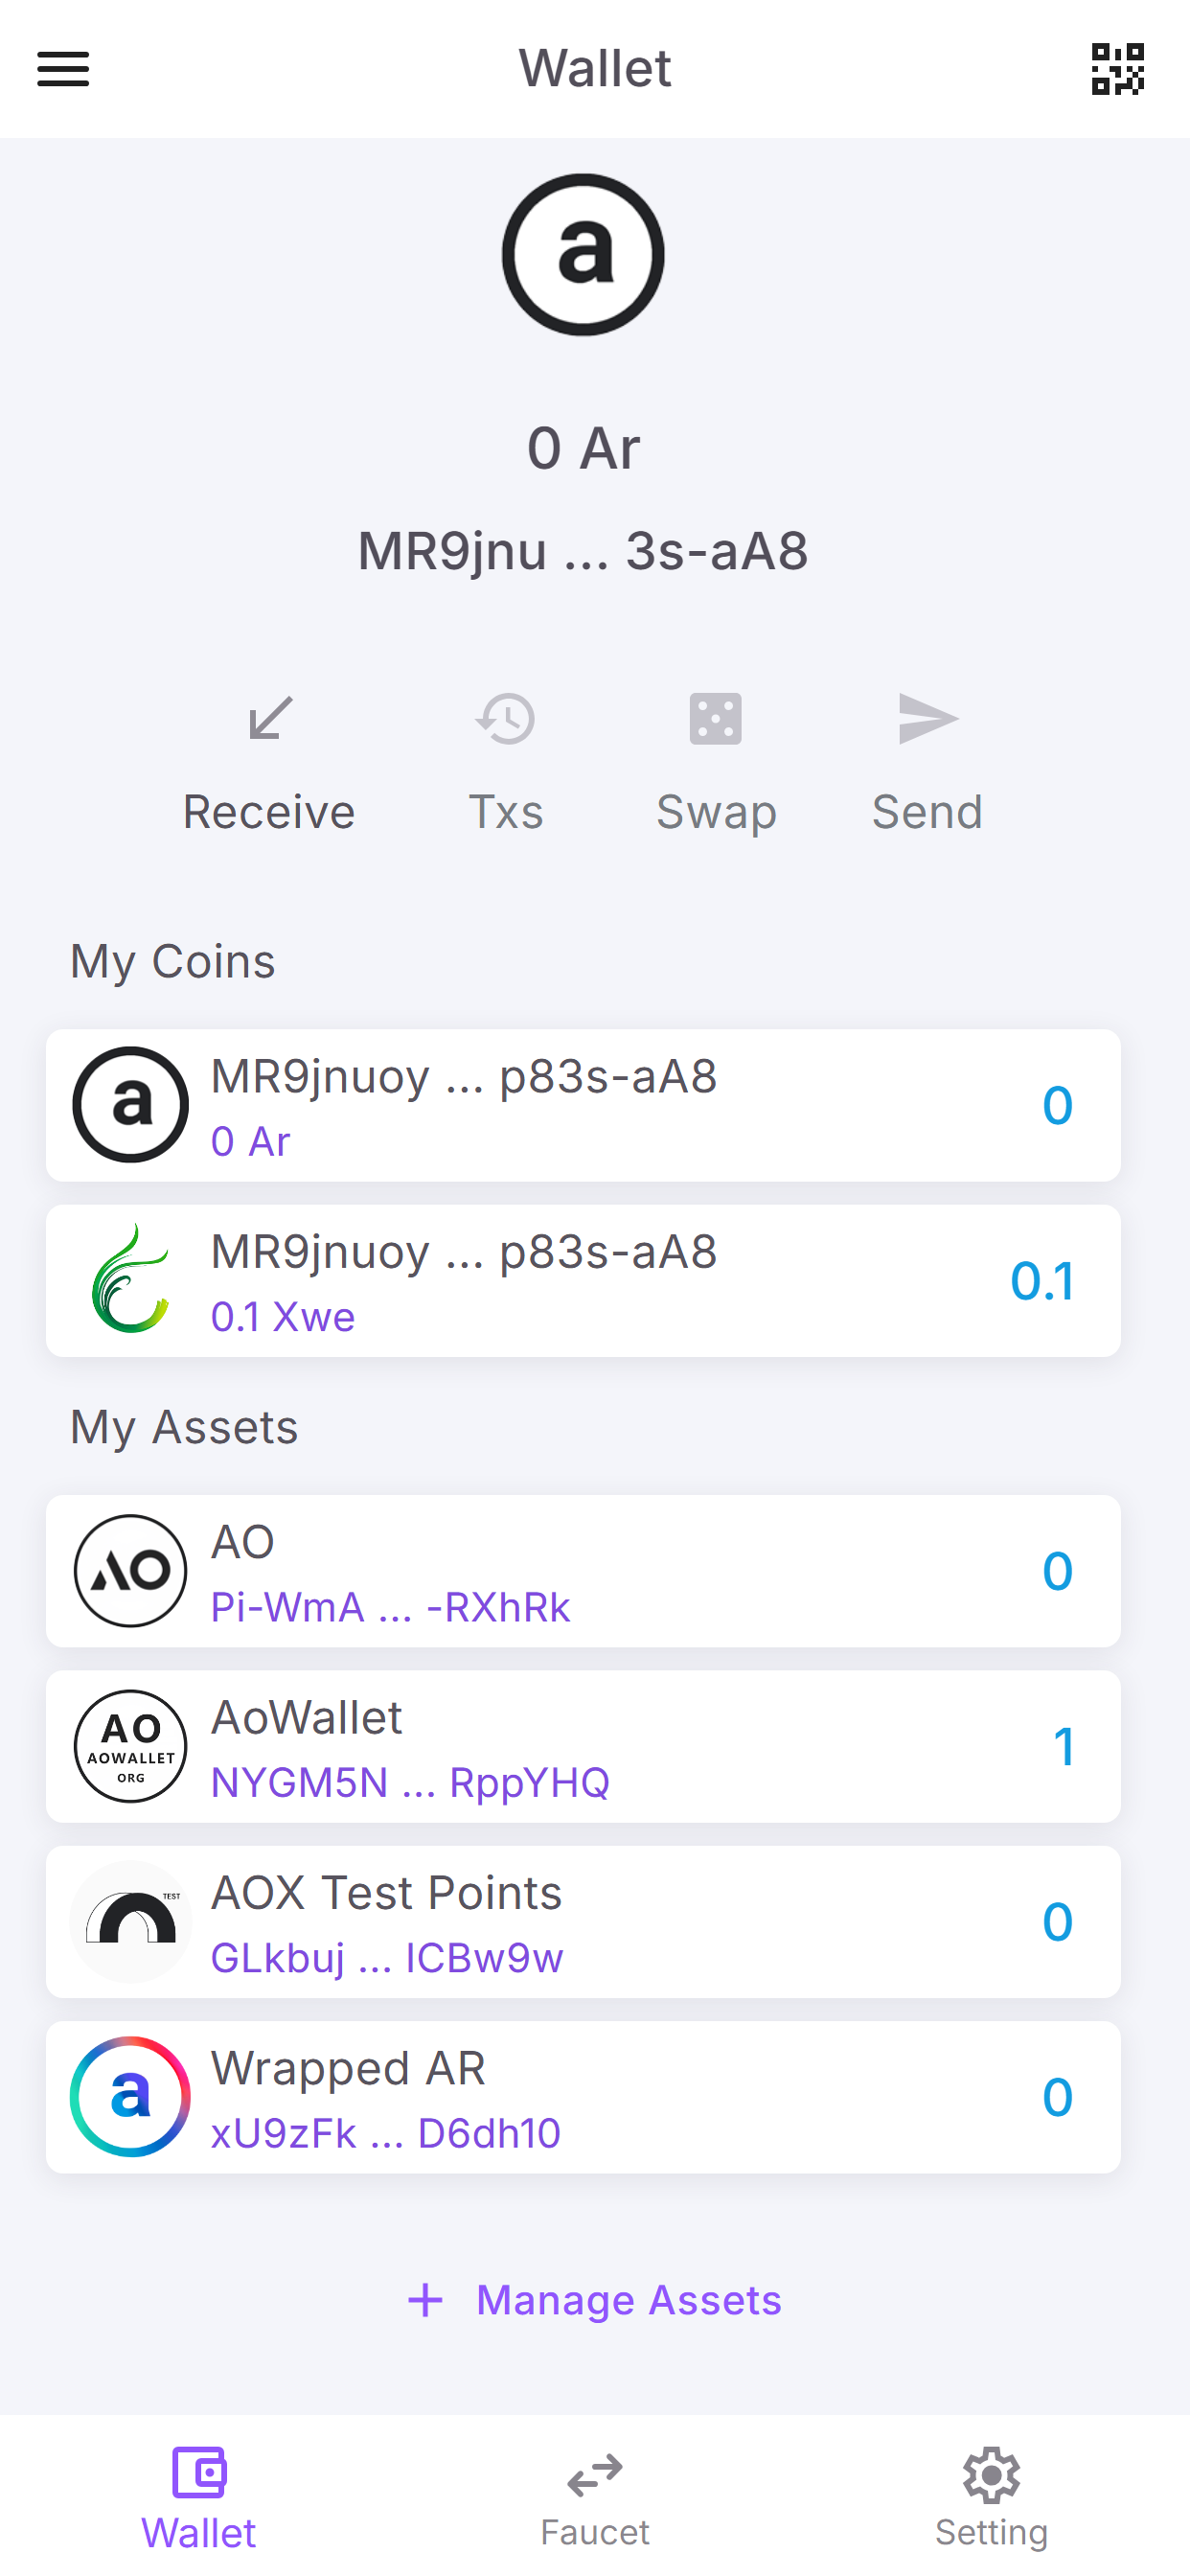 Wallet
a
0 Ar
MR9jnu ... 3s-aA8
Receive
Txs
Swap
Send
My Coins
a
MR9jnuoy ... p83s-aA8
0 Ar
0
MR9jnuoy ... p83s-aA8
0.1 Xwe
0.1
My Assets
AO
AO
Pi-WmA ... -RXhRk
0
AO
AOWALLET
ORG
AoWallet
NYGM5N ... RppYHQ
1
TEST
AOX Test Points
GLkbuj ... ICBw9w
0
a
Wrapped AR
xU9zFk ... D6dh10
0
+ Manage Assets
Wallet
Faucet
Setting